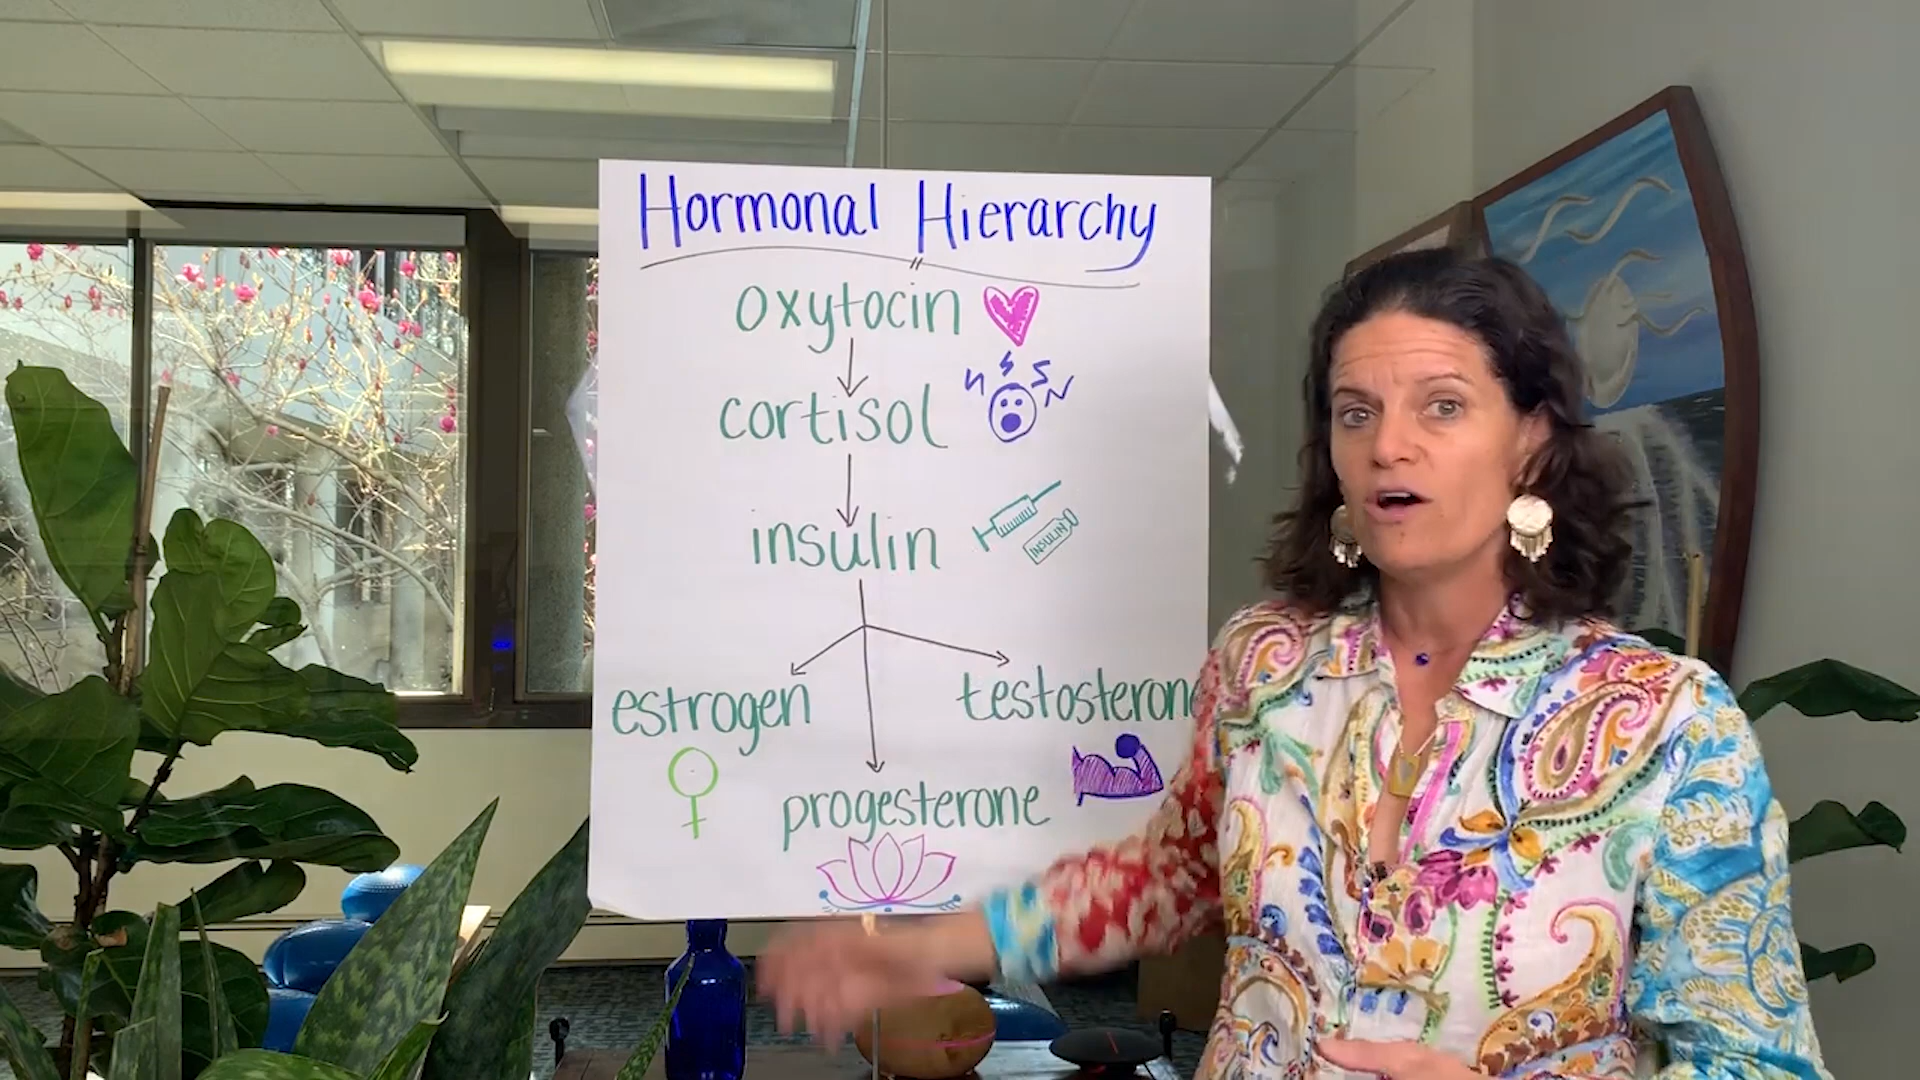 Hormonal Hierarchy
oxytocin
cortisol
insulin
INSULIN
estrogen
testosterone
progesterone